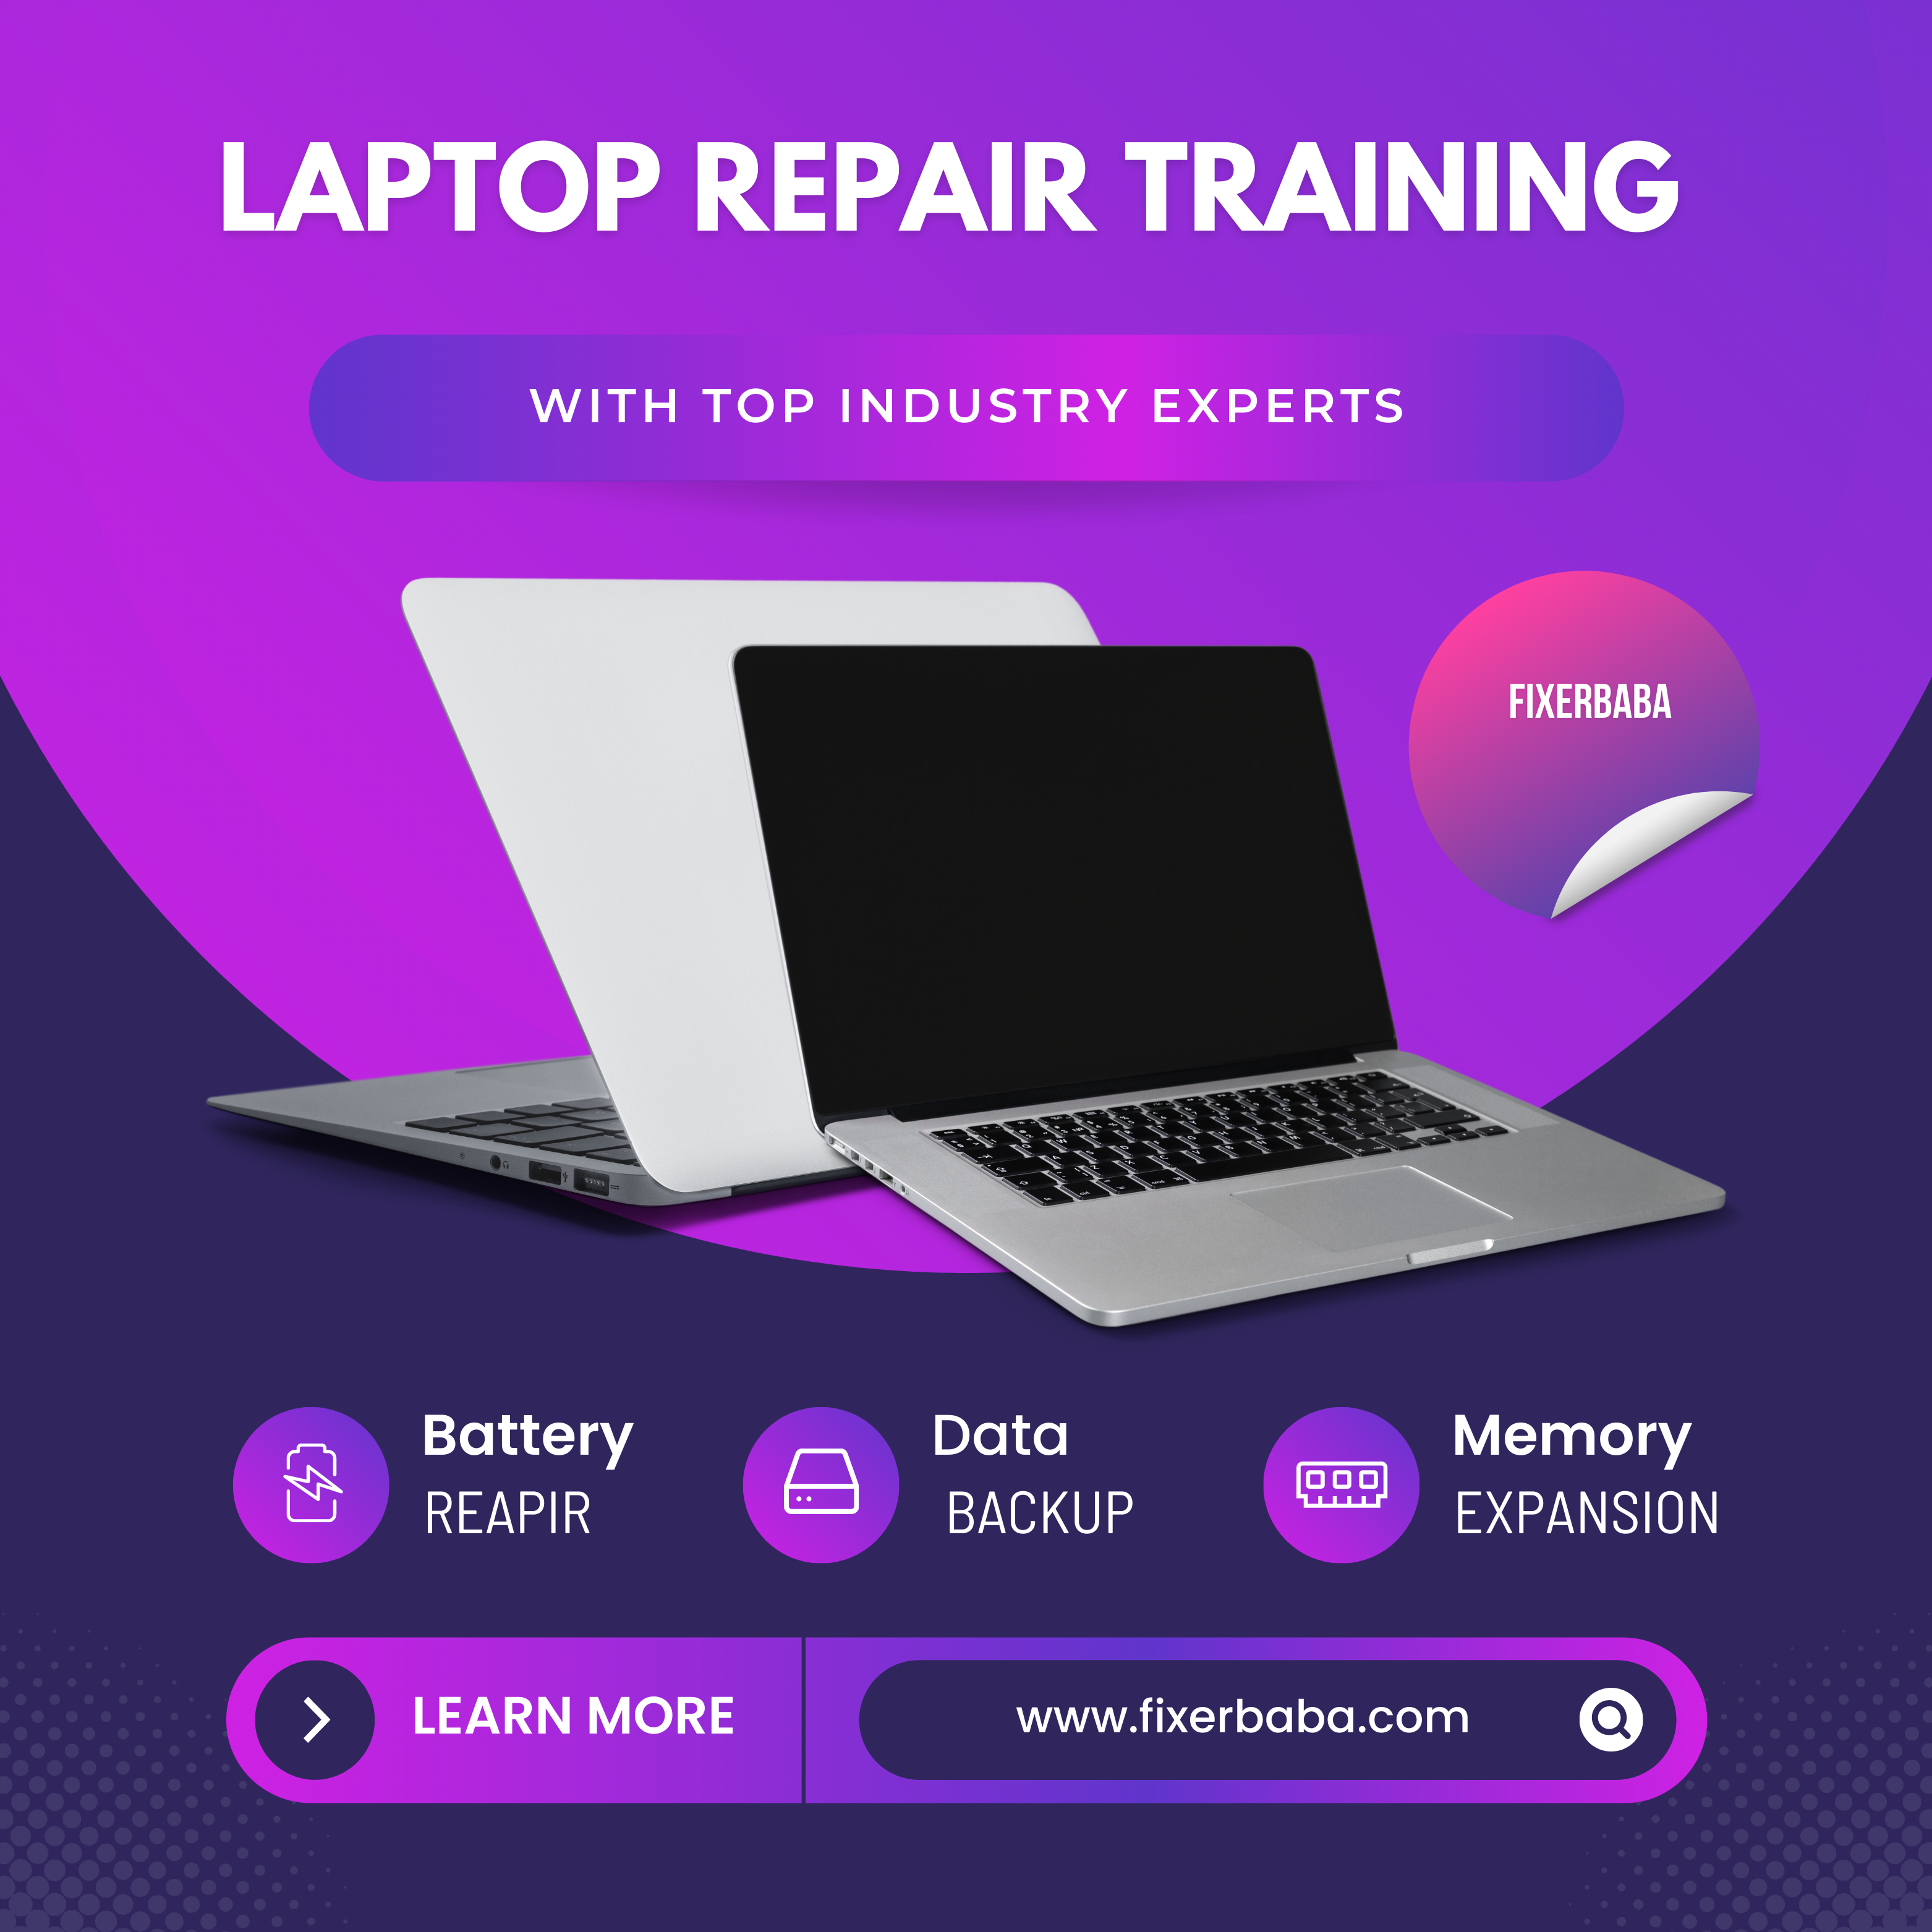 LAPTOP REPAIR TRAINING
WITH TOP INDUSTRY EXPERTS
FIXERBABA
Battery
REAPIR
Data
BACKUP
Memory
EXPANSION
LEARN MORE
www.fixerbaba.com